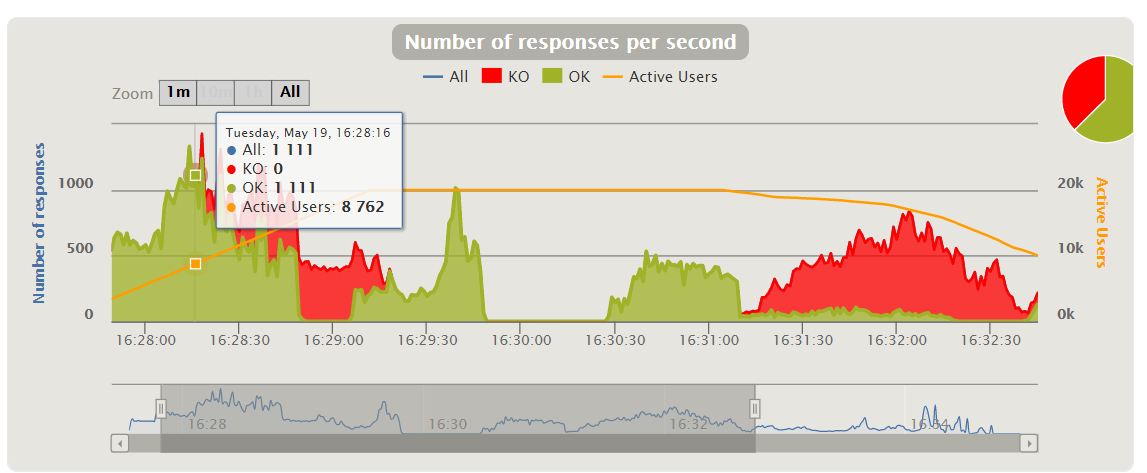 Number of responses per second
All KO OK Active Users
Zoom 1m 10m 1h All
Tuesday, May 19, 16:28:16
All: 1 111
KO: 0
OK: 1 111
Active Users: 8 762
Number of responses
1000
500
0
20k
10k
0k
Active Users
16:28:00 16:28:30 16:29:00 16:29:30 16:30:00 16:30:30 16:31:00 16:31:30 16:32:00 16:32:30
16:28 16:30 16:32 16:34